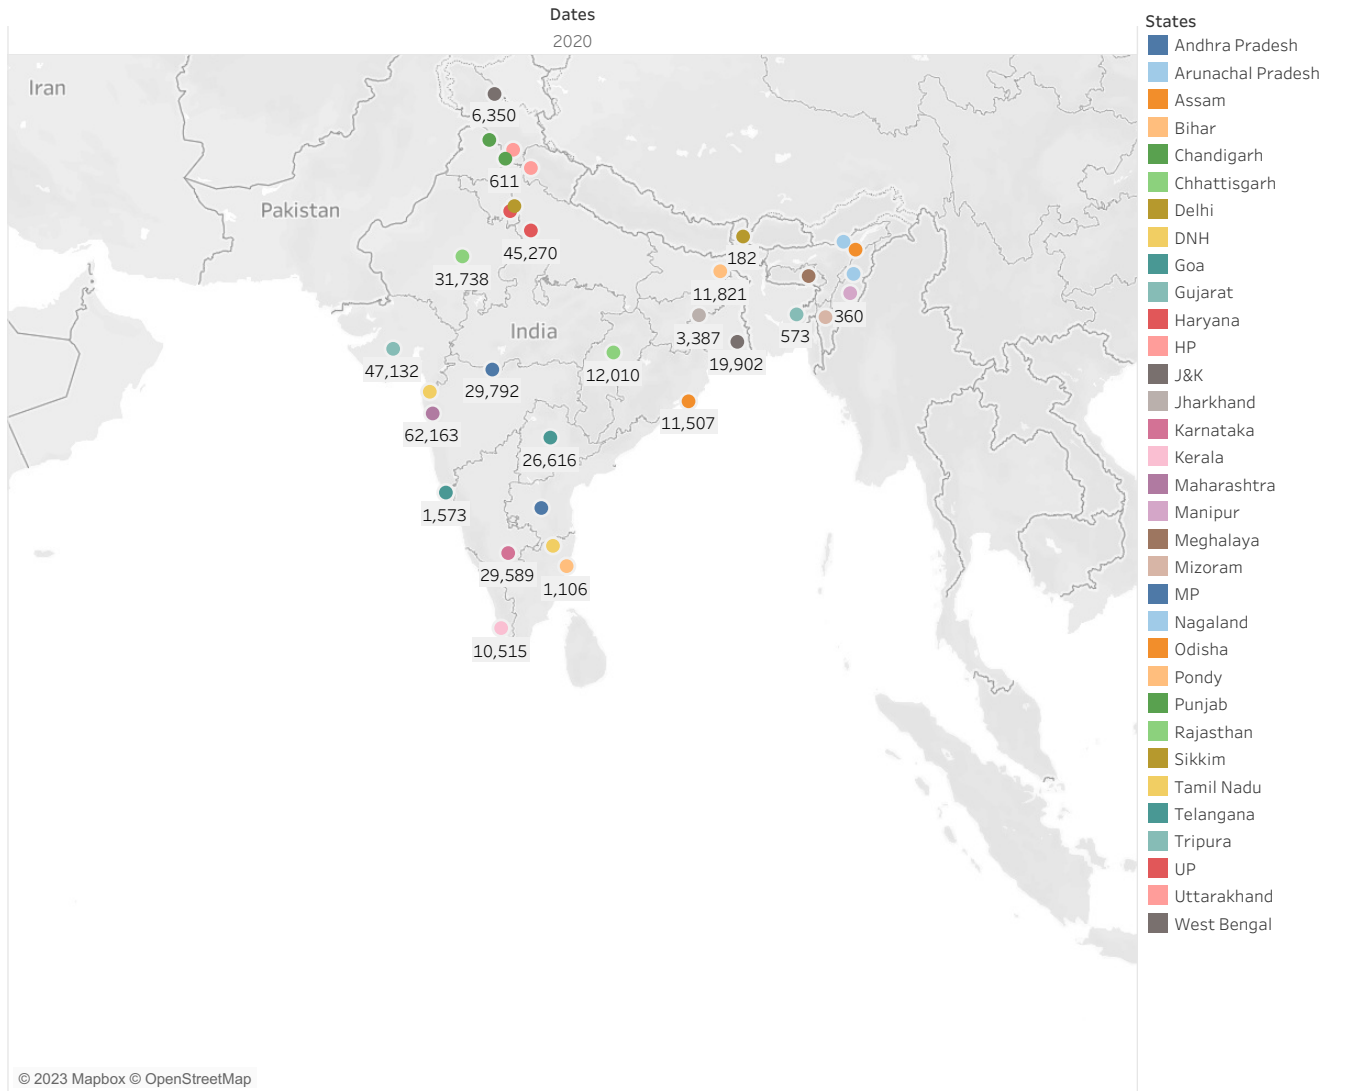 Dates
2020
Iran
Pakistan
India
6,350
611
45,270
31,738
182
11,821
360
573
3,387
19,902
47,132
29,792
12,010
62,163
11,507
26,616
1,573
29,589
1,106
10,515
© 2023 Mapbox © OpenStreetMap
States
Andhra Pradesh
Arunachal Pradesh
Assam
Bihar
Chandigarh
Chhattisgarh
Delhi
DNH
Goa
Gujarat
Haryana
HP
J&K
Jharkhand
Karnataka
Kerala
Maharashtra
Manipur
Meghalaya
Mizoram
MP
Nagaland
Odisha
Pondy
Punjab
Rajasthan
Sikkim
Tamil Nadu
Telangana
Tripura
UP
Uttarakhand
West Bengal